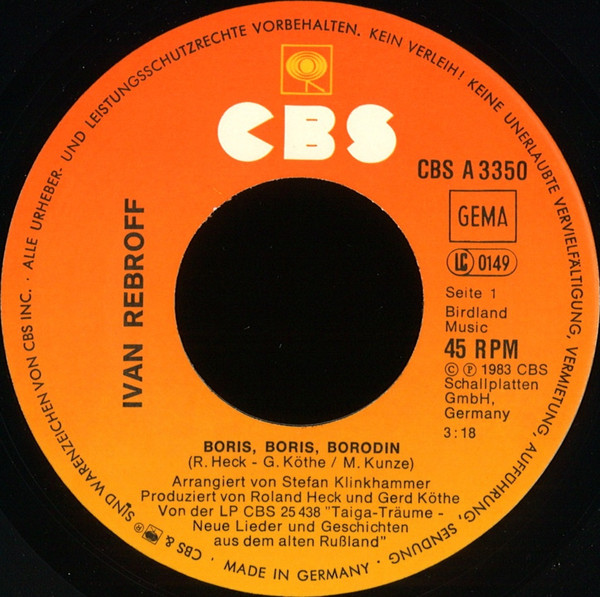 · ALLE URHEBER- UND LEISTUNGSSCHUTZRECHTE VORBEHALTEN. KEIN VERLEIH! KEINE UNERLAUBTE VERVIELFÄLTIGUNG, VERMIETUNG, AUFFÜHRUNG, SENDUNG
CBS
CBS A 3350
GEMA
LC 0149
Seite 1
Birdland
Music
45 RPM
© ℗ 1983 CBS
Schallplatten
GmbH,
Germany
3:18
IVAN REBROFF
BORIS, BORIS, BORODIN
(R. Heck - G. Köthe / M. Kunze)
Arrangiert von Stefan Klinkhammer
Produziert von Roland Heck und Gerd Köthe
Von der LP CBS 25 438 "Taiga-Träume -
Neue Lieder und Geschichten
aus dem alten Rußland"
CBS & SIND WARENZEICHEN VON CBS INC.
· MADE IN GERMANY ·